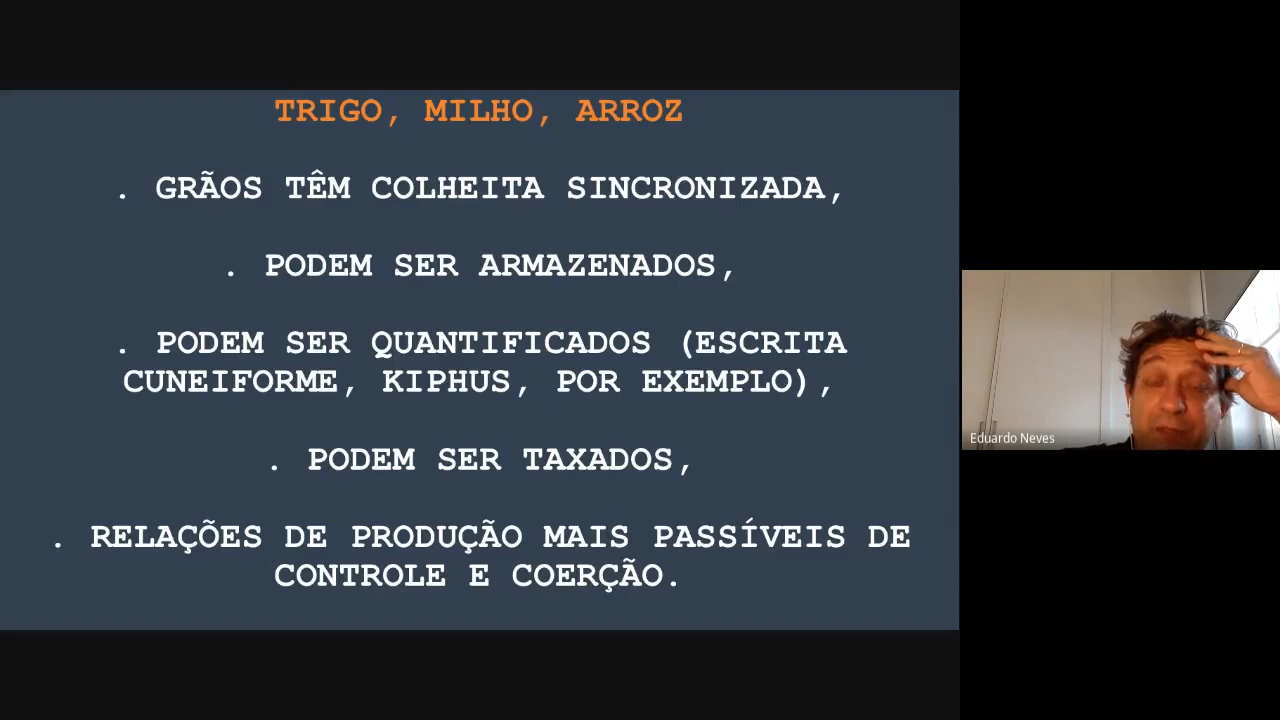 TRIGO, MILHO, ARROZ
. GRÃOS TÊM COLHEITA SINCRONIZADA,
. PODEM SER ARMAZENADOS,
. PODEM SER QUANTIFICADOS (ESCRITA
CUNEIFORME, KIPHUS, POR EXEMPLO),
. PODEM SER TAXADOS,
. RELAÇÕES DE PRODUÇÃO MAIS PASSÍVEIS DE
CONTROLE E COERÇÃO.
Eduardo Neves